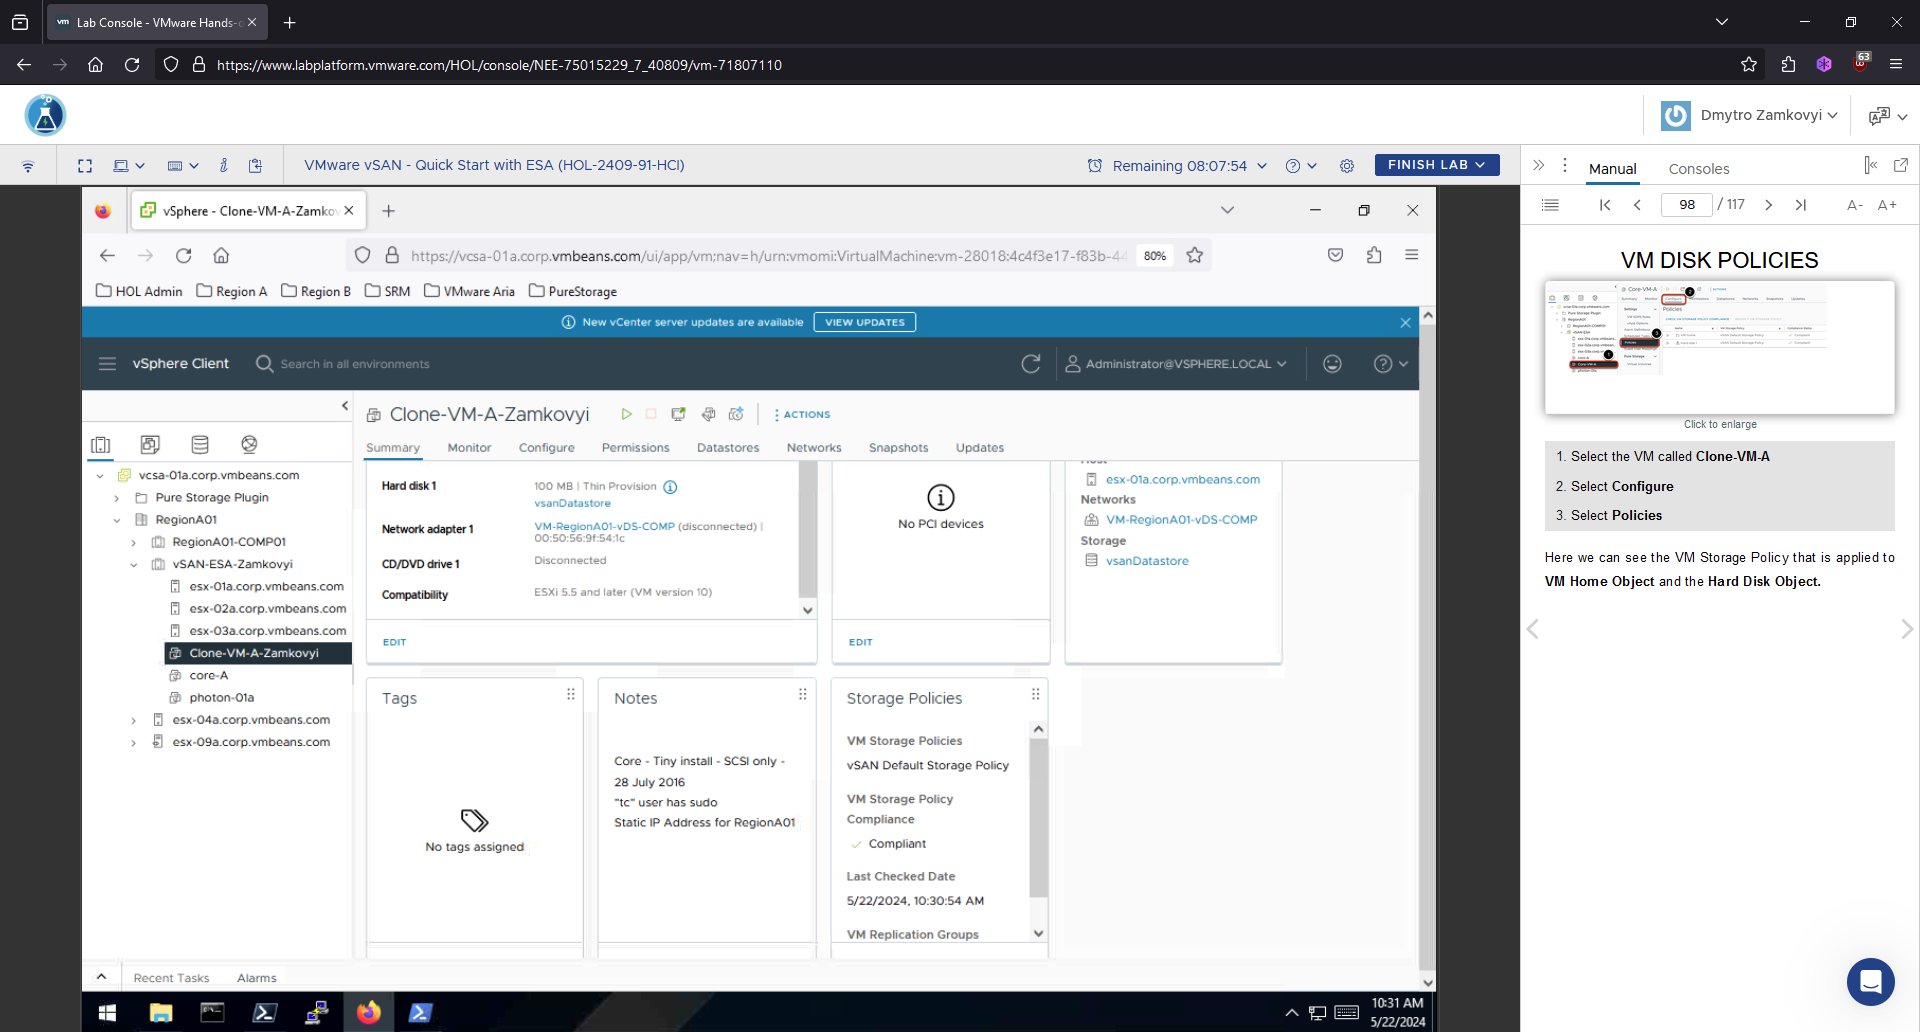 Lab Console - VMware Hands-o
https://www.labplatform.vmware.com/HOL/console/NEE-75015229_7_40809/vm-71807110
63
Dmytro Zamkovyi
VMware vSAN - Quick Start with ESA (HOL-2409-91-HCI)
Remaining 08:07:54
FINISH LAB
Manual
Consoles
98 / 117
A-
A+
vSphere - Clone-VM-A-Zamkov
https://vcsa-01a.corp.vmbeans.com/ui/app/vm;nav=h/urn:vmomi:VirtualMachine:vm-28018:4c4f3e17-f83b-44
80%
HOL Admin
Region A
Region B
SRM
VMware Aria
PureStorage
New vCenter server updates are available
VIEW UPDATES
vSphere Client
Search in all environments
Administrator@VSPHERE.LOCAL
Clone-VM-A-Zamkovyi
ACTIONS
Summary
Monitor
Configure
Permissions
Datastores
Networks
Snapshots
Updates
vcsa-01a.corp.vmbeans.com
Pure Storage Plugin
RegionA01
RegionA01-COMP01
vSAN-ESA-Zamkovyi
esx-01a.corp.vmbeans.com
esx-02a.corp.vmbeans.com
esx-03a.corp.vmbeans.com
Clone-VM-A-Zamkovyi
core-A
photon-01a
esx-04a.corp.vmbeans.com
esx-09a.corp.vmbeans.com
Hard disk 1
100 MB | Thin Provision
vsanDatastore
Network adapter 1
VM-RegionA01-vDS-COMP (disconnected) |
00:50:56:9f:54:1c
CD/DVD drive 1
Disconnected
Compatibility
ESXi 5.5 and later (VM version 10)
EDIT
No PCI devices
EDIT
Host
esx-01a.corp.vmbeans.com
Networks
VM-RegionA01-vDS-COMP
Storage
vsanDatastore
Tags
No tags assigned
Notes
Core - Tiny install - SCSI only -
28 July 2016
"tc" user has sudo
Static IP Address for RegionA01
Storage Policies
VM Storage Policies
vSAN Default Storage Policy
VM Storage Policy
Compliance
Compliant
Last Checked Date
5/22/2024, 10:30:54 AM
VM Replication Groups
Recent Tasks
Alarms
10:31 AM
5/22/2024
VM DISK POLICIES
Click to enlarge
1. Select the VM called Clone-VM-A
2. Select Configure
3. Select Policies
Here we can see the VM Storage Policy that is applied to
VM Home Object and the Hard Disk Object.